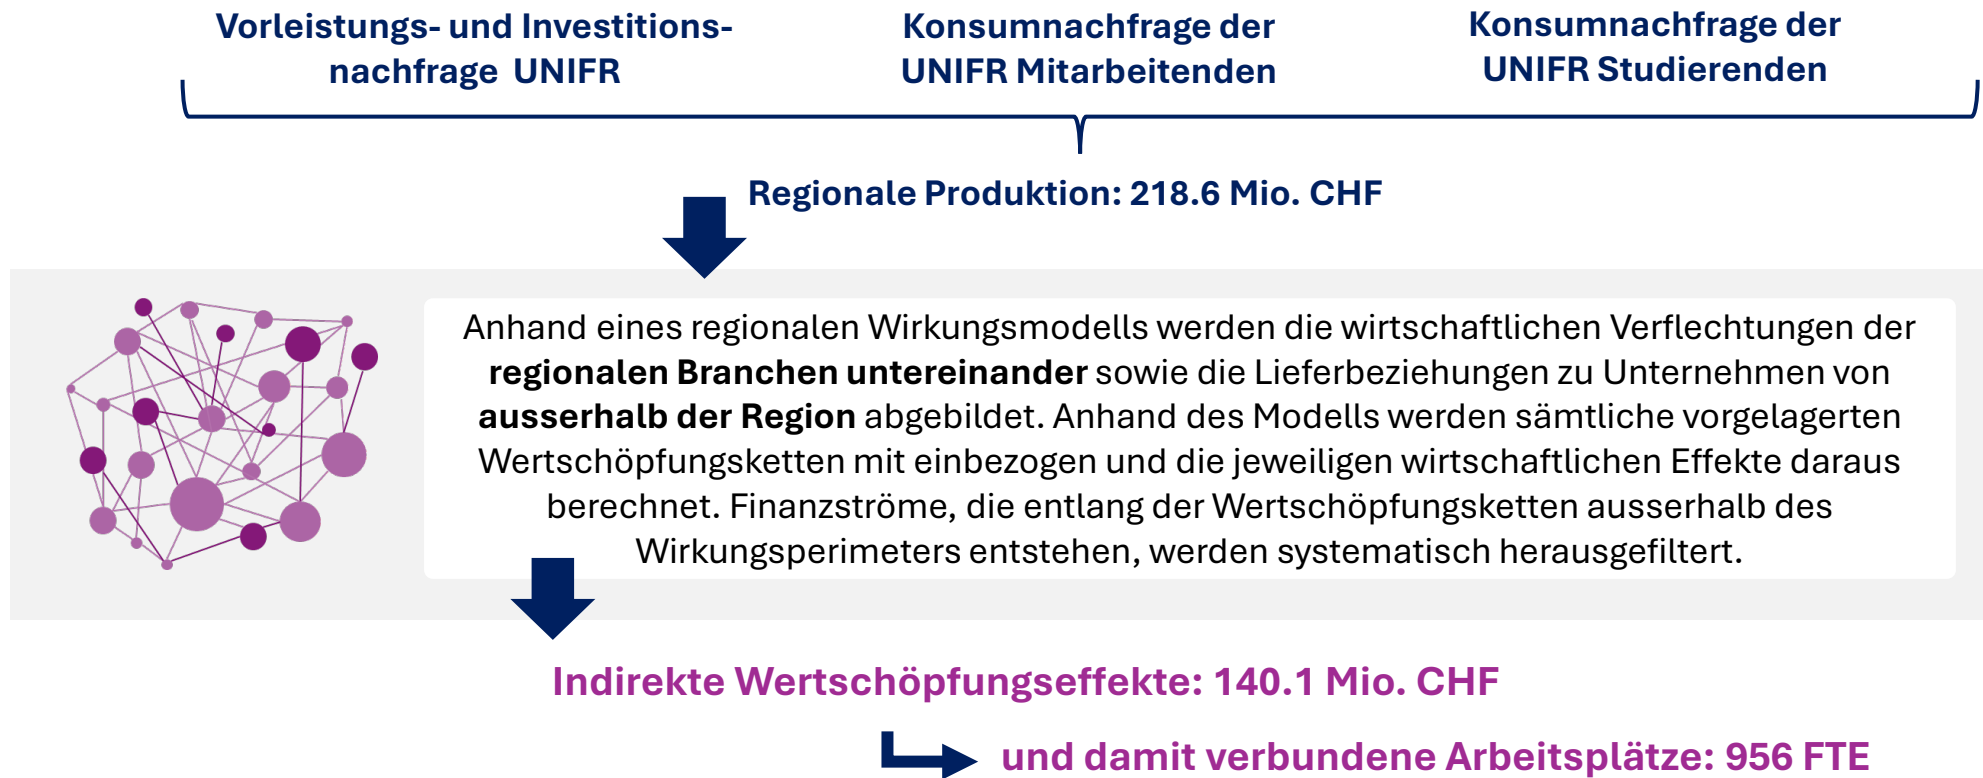 Vorleistungs- und Investitions-
nachfrage UNIFR
Konsumnachfrage der
UNIFR Mitarbeitenden
Konsumnachfrage der
UNIFR Studierenden
Regionale Produktion: 218.6 Mio. CHF
Anhand eines regionalen Wirkungsmodells werden die wirtschaftlichen Verflechtungen der
regionalen Branchen untereinander sowie die Lieferbeziehungen zu Unternehmen von
ausserhalb der Region abgebildet. Anhand des Modells werden sämtliche vorgelagerten
Wertschöpfungsketten mit einbezogen und die jeweiligen wirtschaftlichen Effekte daraus
berechnet. Finanzströme, die entlang der Wertschöpfungsketten ausserhalb des
Wirkungsperimeters entstehen, werden systematisch herausgefiltert.
Indirekte Wertschöpfungseffekte: 140.1 Mio. CHF
und damit verbundene Arbeitsplätze: 956 FTE